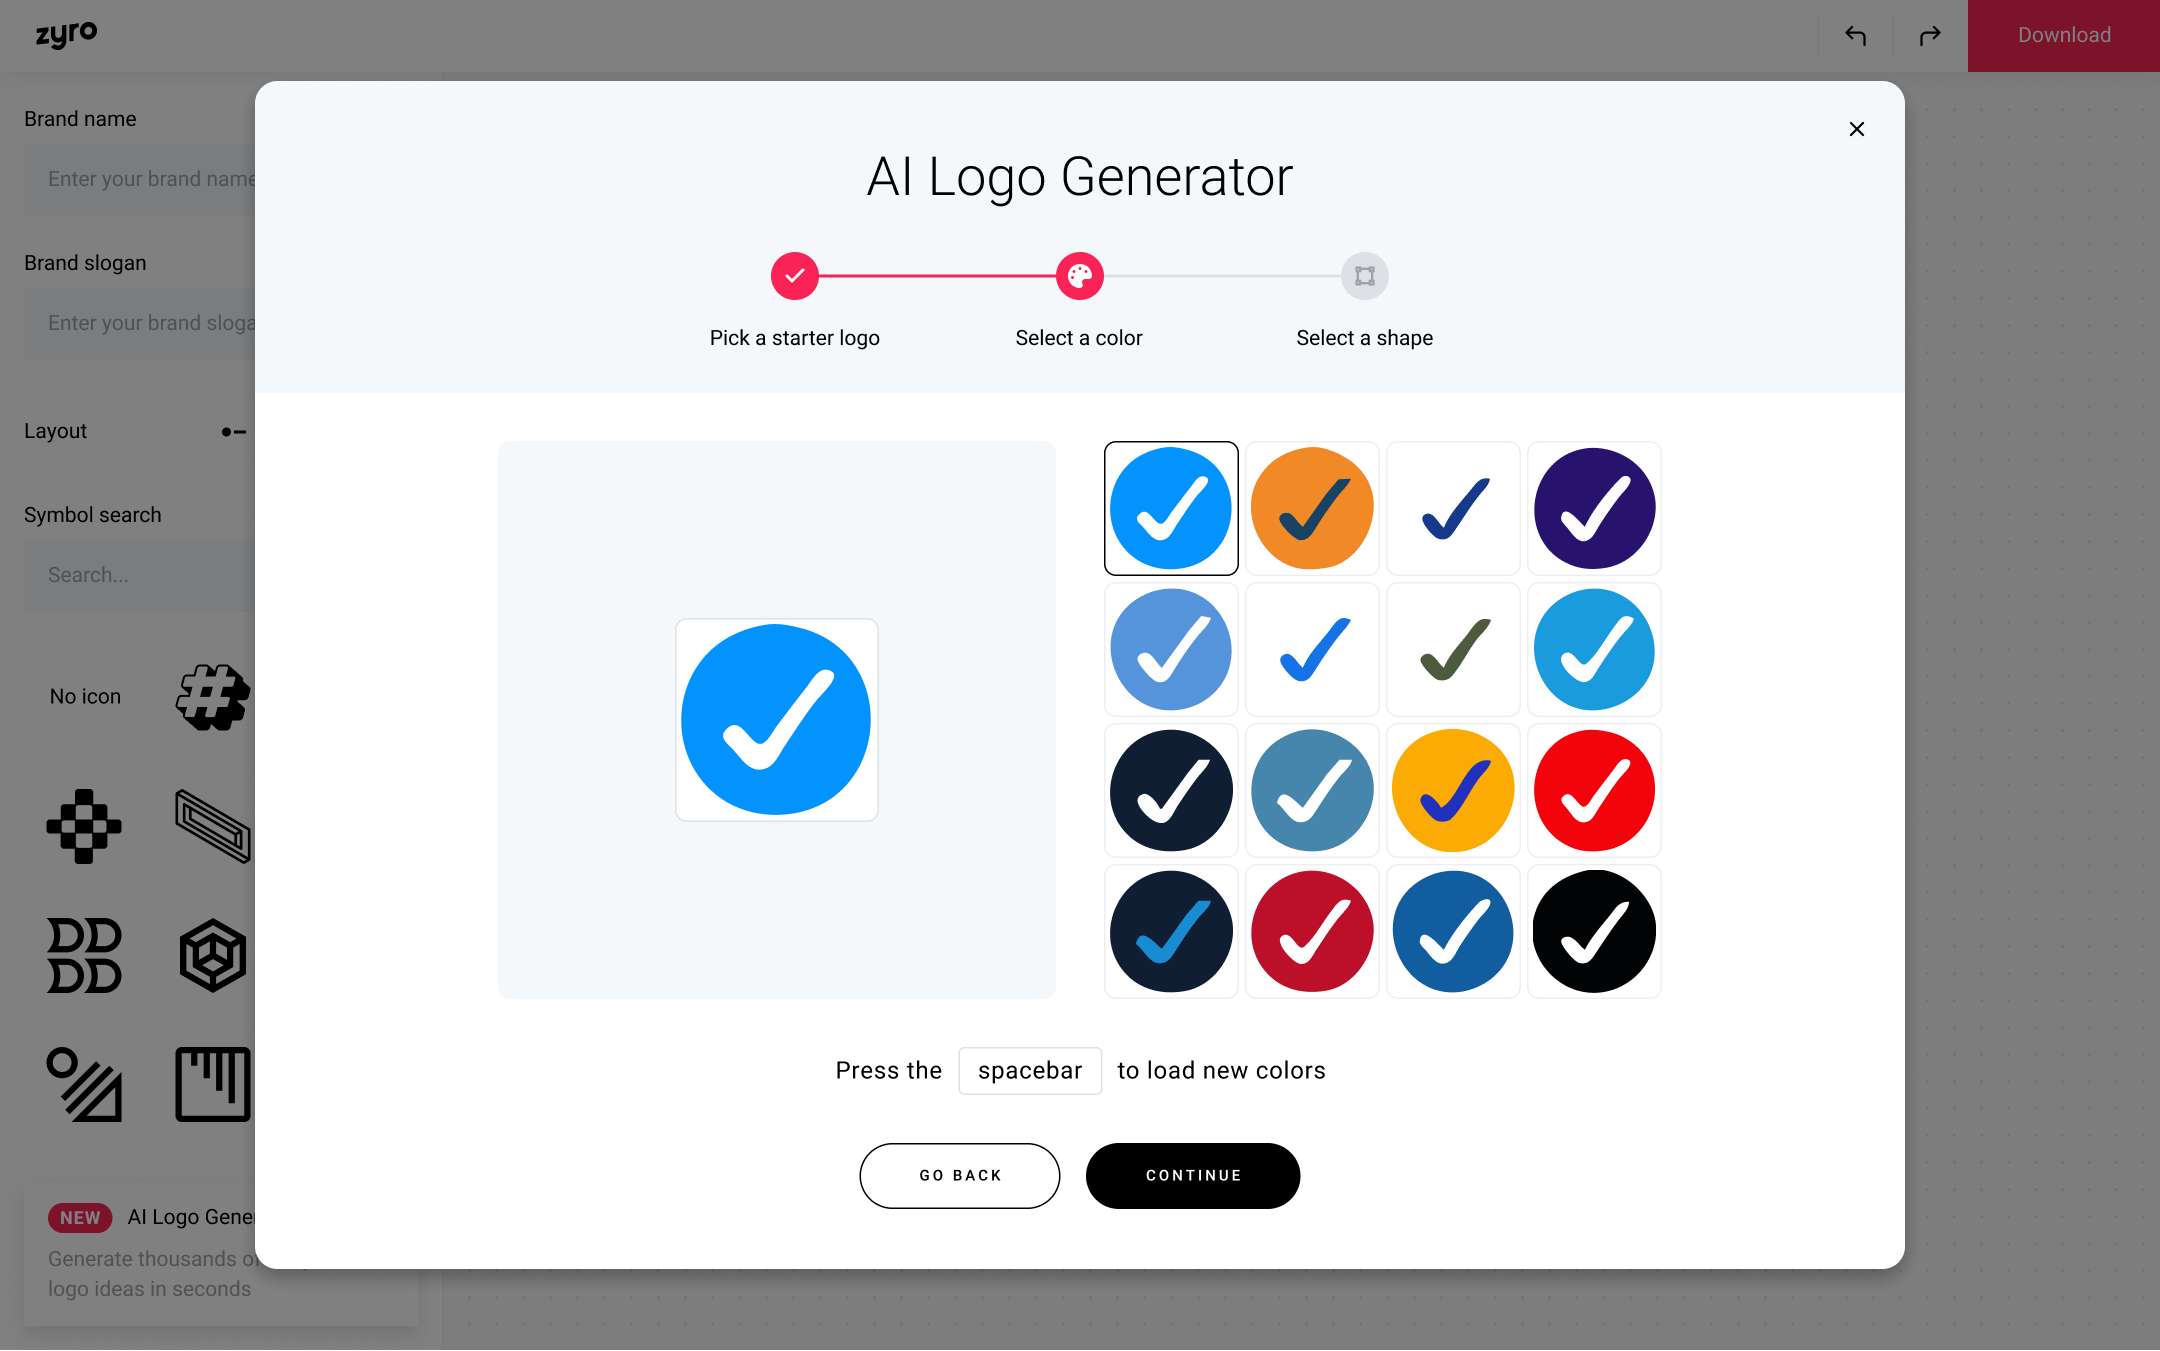 zyro
Download
Brand name
Enter your brand name
Brand slogan
Enter your brand sloga
Layout
Symbol search
Search...
No icon
NEW AI Logo Gener
Generate thousands of
logo ideas in seconds
AI Logo Generator
Pick a starter logo
Select a color
Select a shape
Press the spacebar to load new colors
GO BACK
CONTINUE